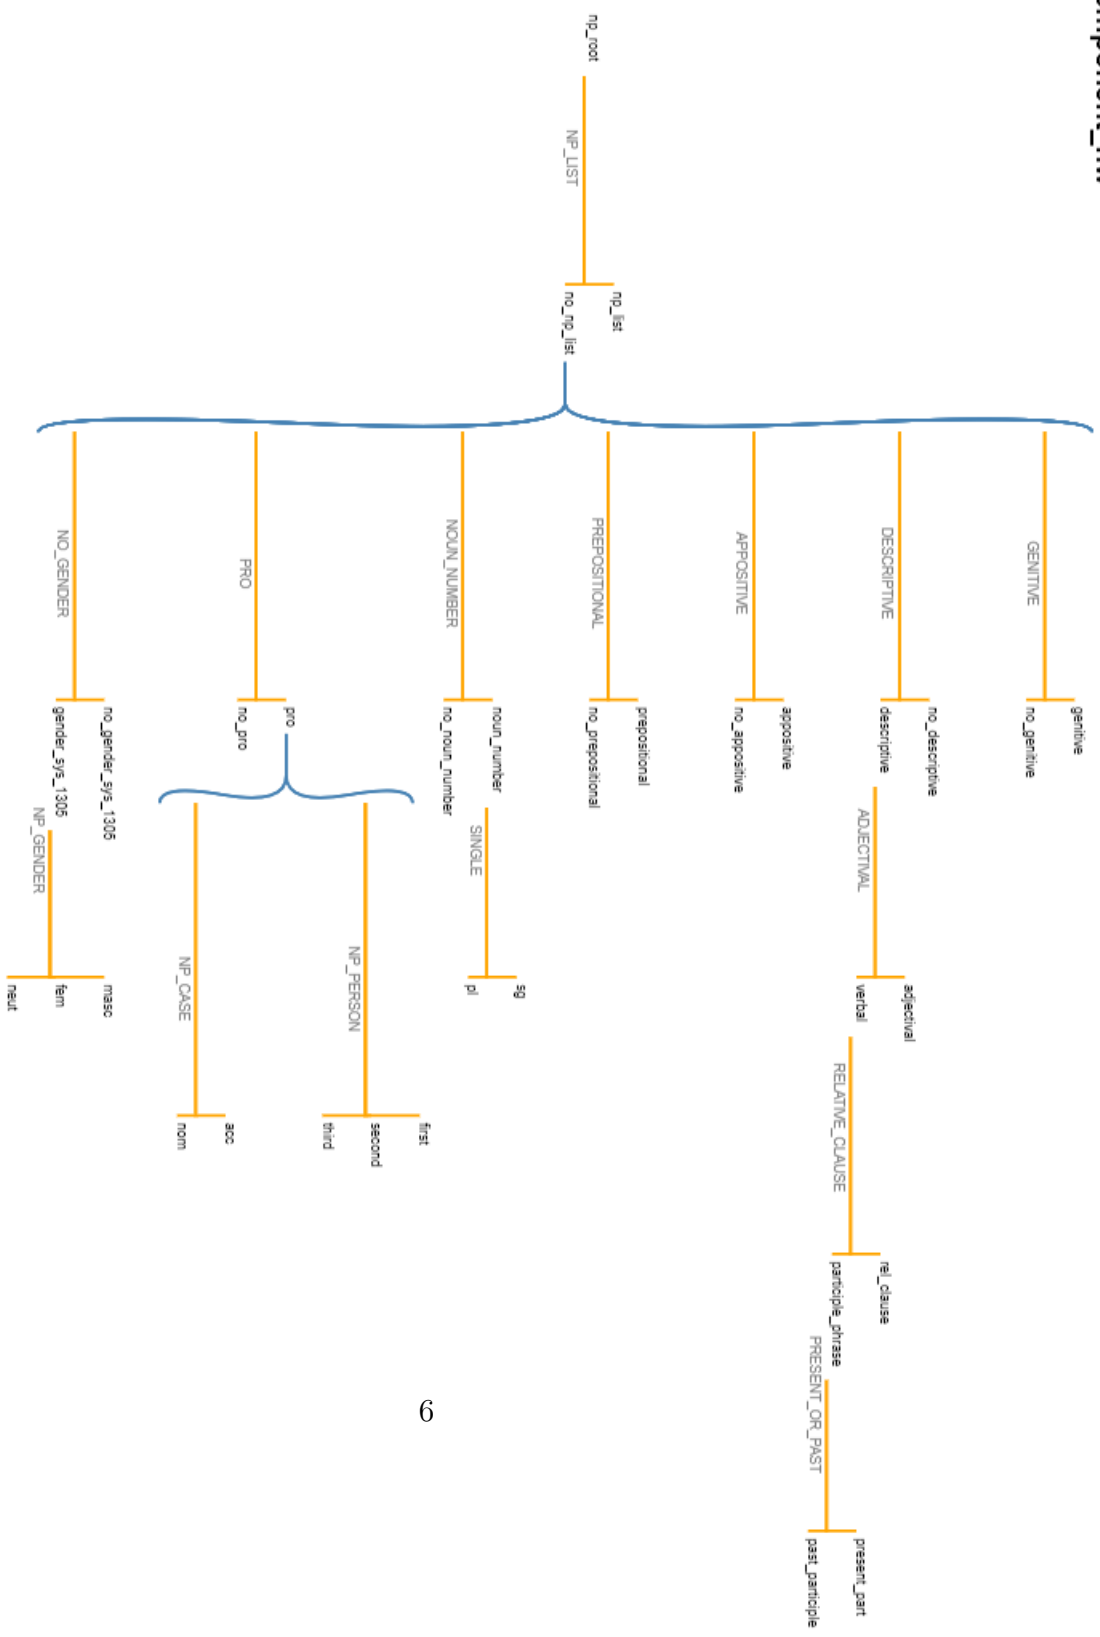 np_root
NP_LIST
np_list
no_np_list
GENITIVE
genitive
no_genitive
DESCRIPTIVE
no_descriptive
descriptive
ADJECTIVAL
adjectival
verbal
RELATIVE_CLAUSE
rel_clause
participle_phrase
PRESENT_OR_PAST
present_part
past_participle
APPOSITIVE
appositive
no_appositive
PREPOSITIONAL
prepositional
no_prepositional
NOUN_NUMBER
noun_number
no_noun_number
SINGLE
sg
pl
PRO
pro
no_pro
NP_PERSON
first
second
third
NP_CASE
acc
nom
NO_GENDER
no_gender_sys_1305
gender_sys_1305
NP_GENDER
masc
fem
neut
6